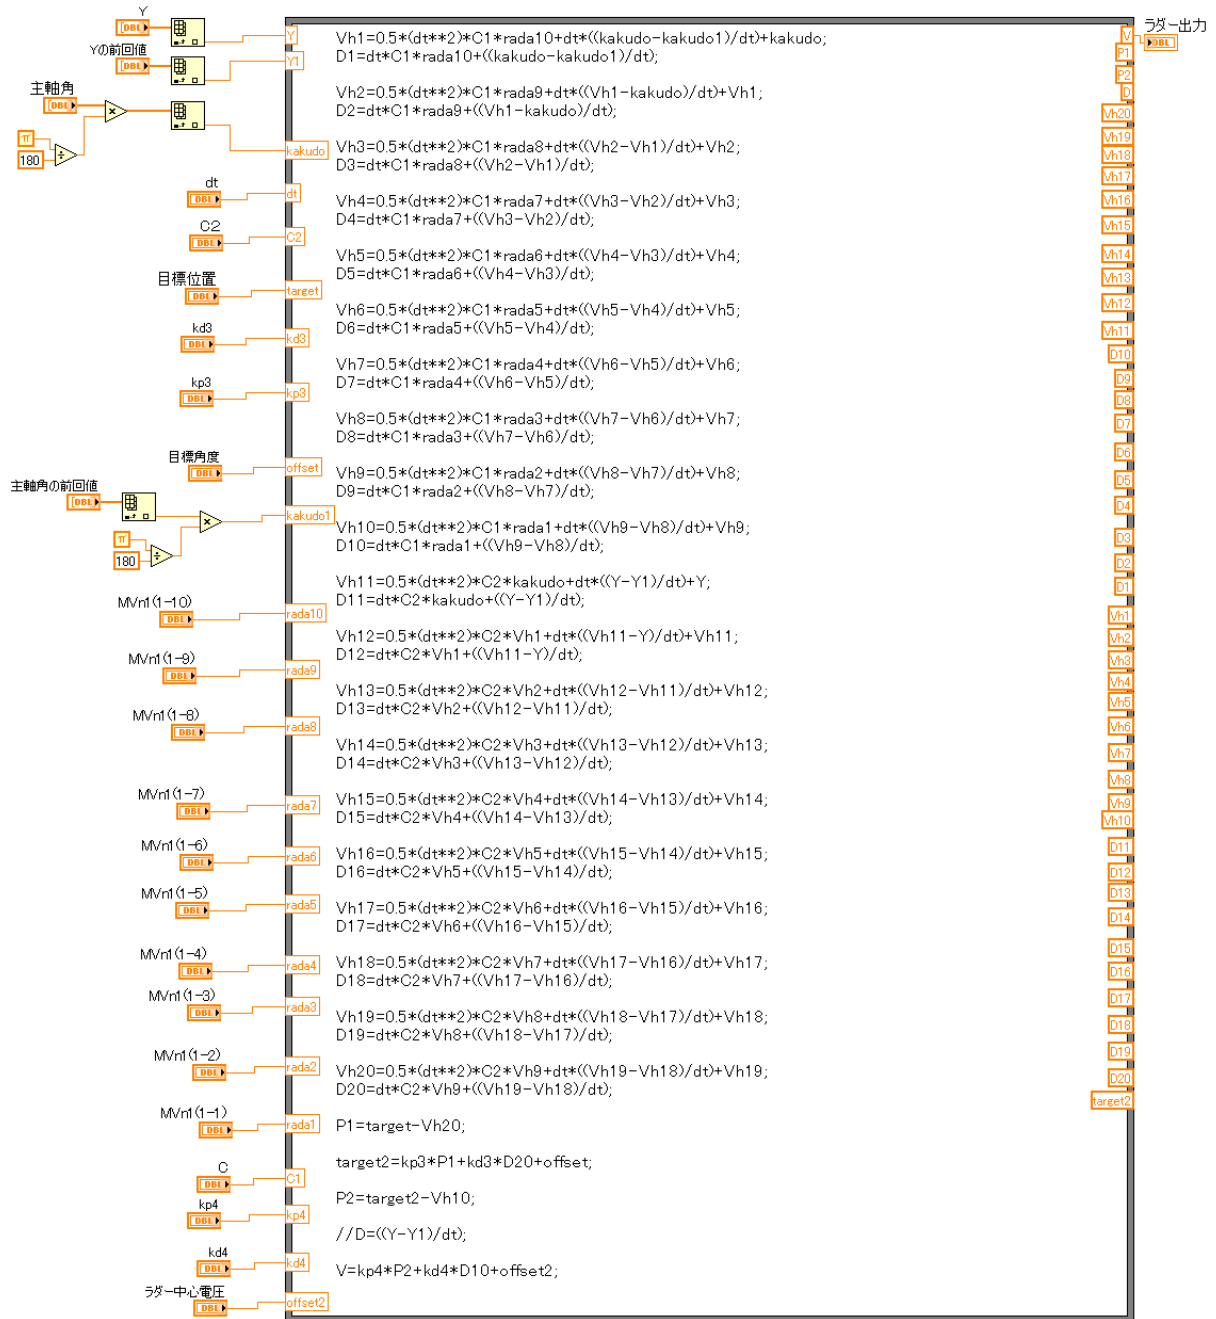 Y
DBL
Yの前回値
DBL
主軸角
DBL
π
180
dt
DBL
C2
DBL
目標位置
DBL
kd3
DBL
kp3
DBL
目標角度
DBL
主軸角の前回値
DBL
π
180
MVn1(1-10)
DBL
MVn1(1-9)
DBL
MVn1(1-8)
DBL
MVn1(1-7)
DBL
MVn1(1-6)
DBL
MVn1(1-5)
DBL
MVn1(1-4)
DBL
MVn1(1-3)
DBL
MVn1(1-2)
DBL
MVn1(1-1)
DBL
C
DBL
kp4
DBL
kd4
DBL
ラダー中心電圧
DBL
Y
Y1
kakudo
dt
C2
target
kd3
kp3
offset
kakudo1
rada10
rada9
rada8
rada7
rada6
rada5
rada4
rada3
rada2
rada1
C1
kp4
kd4
offset2
Vh1=0.5*(dt**2)*C1*rada10+dt*((kakudo-kakudo1)/dt)+kakudo;
D1=dt*C1*rada10+((kakudo-kakudo1)/dt);
Vh2=0.5*(dt**2)*C1*rada9+dt*((Vh1-kakudo)/dt)+Vh1;
D2=dt*C1*rada9+((Vh1-kakudo)/dt);
Vh3=0.5*(dt**2)*C1*rada8+dt*((Vh2-Vh1)/dt)+Vh2;
D3=dt*C1*rada8+((Vh2-Vh1)/dt);
Vh4=0.5*(dt**2)*C1*rada7+dt*((Vh3-Vh2)/dt)+Vh3;
D4=dt*C1*rada7+((Vh3-Vh2)/dt);
Vh5=0.5*(dt**2)*C1*rada6+dt*((Vh4-Vh3)/dt)+Vh4;
D5=dt*C1*rada6+((Vh4-Vh3)/dt);
Vh6=0.5*(dt**2)*C1*rada5+dt*((Vh5-Vh4)/dt)+Vh5;
D6=dt*C1*rada5+((Vh5-Vh4)/dt);
Vh7=0.5*(dt**2)*C1*rada4+dt*((Vh6-Vh5)/dt)+Vh6;
D7=dt*C1*rada4+((Vh6-Vh5)/dt);
Vh8=0.5*(dt**2)*C1*rada3+dt*((Vh7-Vh6)/dt)+Vh7;
D8=dt*C1*rada3+((Vh7-Vh6)/dt);
Vh9=0.5*(dt**2)*C1*rada2+dt*((Vh8-Vh7)/dt)+Vh8;
D9=dt*C1*rada2+((Vh8-Vh7)/dt);
Vh10=0.5*(dt**2)*C1*rada1+dt*((Vh9-Vh8)/dt)+Vh9;
D10=dt*C1*rada1+((Vh9-Vh8)/dt);
Vh11=0.5*(dt**2)*C2*kakudo+dt*((Y-Y1)/dt)+Y;
D11=dt*C2*kakudo+((Y-Y1)/dt);
Vh12=0.5*(dt**2)*C2*Vh1+dt*((Vh11-Y)/dt)+Vh11;
D12=dt*C2*Vh1+((Vh11-Y)/dt);
Vh13=0.5*(dt**2)*C2*Vh2+dt*((Vh12-Vh11)/dt)+Vh12;
D13=dt*C2*Vh2+((Vh12-Vh11)/dt);
Vh14=0.5*(dt**2)*C2*Vh3+dt*((Vh13-Vh12)/dt)+Vh13;
D14=dt*C2*Vh3+((Vh13-Vh12)/dt);
Vh15=0.5*(dt**2)*C2*Vh4+dt*((Vh14-Vh13)/dt)+Vh14;
D15=dt*C2*Vh4+((Vh14-Vh13)/dt);
Vh16=0.5*(dt**2)*C2*Vh5+dt*((Vh15-Vh14)/dt)+Vh15;
D16=dt*C2*Vh5+((Vh15-Vh14)/dt);
Vh17=0.5*(dt**2)*C2*Vh6+dt*((Vh16-Vh15)/dt)+Vh16;
D17=dt*C2*Vh6+((Vh16-Vh15)/dt);
Vh18=0.5*(dt**2)*C2*Vh7+dt*((Vh17-Vh16)/dt)+Vh17;
D18=dt*C2*Vh7+((Vh17-Vh16)/dt);
Vh19=0.5*(dt**2)*C2*Vh8+dt*((Vh18-Vh17)/dt)+Vh18;
D19=dt*C2*Vh8+((Vh18-Vh17)/dt);
Vh20=0.5*(dt**2)*C2*Vh9+dt*((Vh19-Vh18)/dt)+Vh19;
D20=dt*C2*Vh9+((Vh19-Vh18)/dt);
P1=target-Vh20;
target2=kp3*P1+kd3*D20+offset;
P2=target2-Vh10;
//D=((Y-Y1)/dt);
V=kp4*P2+kd4*D10+offset2;
V
P1
P2
D
Vh20
Vh19
Vh18
Vh17
Vh16
Vh15
Vh14
Vh13
Vh12
Vh11
D10
D9
D8
D7
D6
D5
D4
D3
D2
D1
Vh1
Vh2
Vh3
Vh4
Vh5
Vh6
Vh7
Vh8
Vh9
Vh10
D11
D12
D13
D14
D15
D16
D17
D18
D19
D20
target2
ラダー出力
DBL